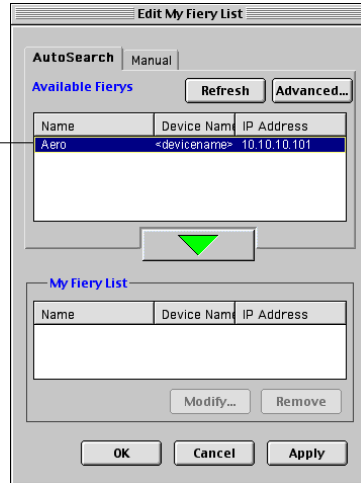 Edit My Fiery List
AutoSearch Manual
Available Fierys Refresh Advanced...
Name Device Name IP Address
Aero <devicename> 10.10.10.101
My Fiery List
Name Device Name IP Address
Modify... Remove
OK Cancel Apply